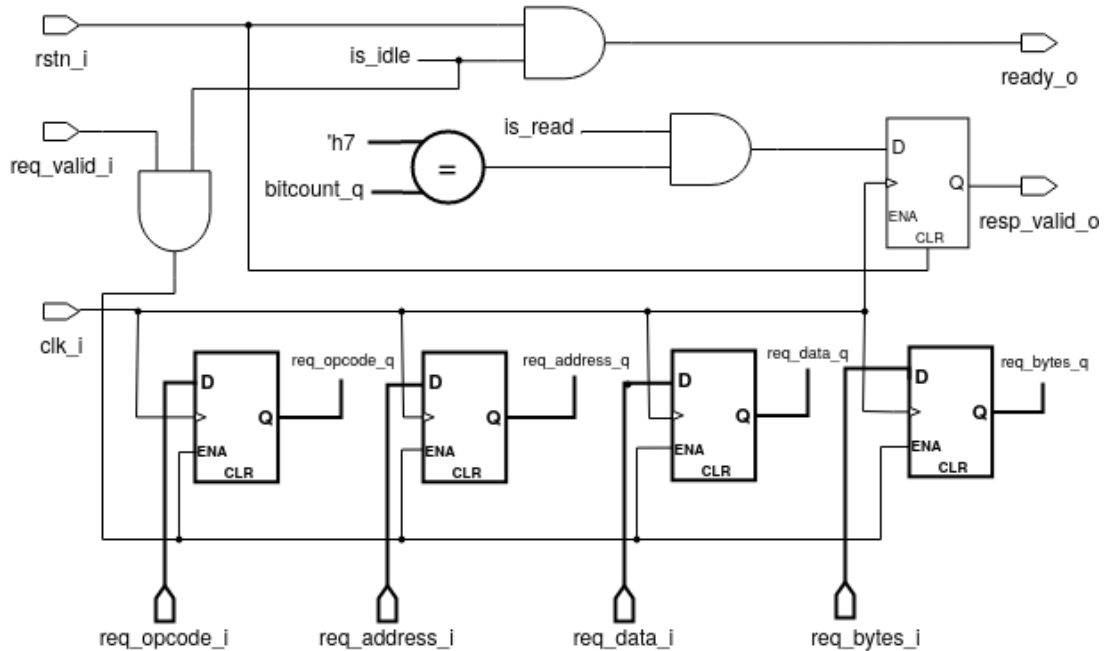 rstn_i
is_idle
ready_o
req_valid_i
'h7
bitcount_q
=
is_read
D
Q
ENA
CLR
resp_valid_o
clk_i
req_opcode_q
D
Q
ENA
CLR
req_address_q
D
Q
ENA
CLR
req_data_q
D
Q
ENA
CLR
req_bytes_q
D
Q
ENA
CLR
req_opcode_i
req_address_i
req_data_i
req_bytes_i